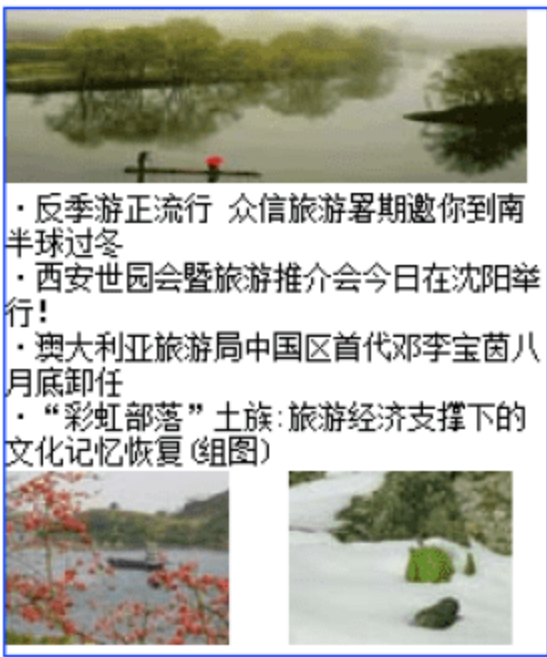 ·反季游正流行 众信旅游署期邀你到南
半球过冬
·西安世园会暨旅游推介会今日在沈阳举
行!
·澳大利亚旅游局中国区首代邓李宝茵八
月底卸任
·“彩虹部落”土族:旅游经济支撑下的
文化记忆恢复(组图)